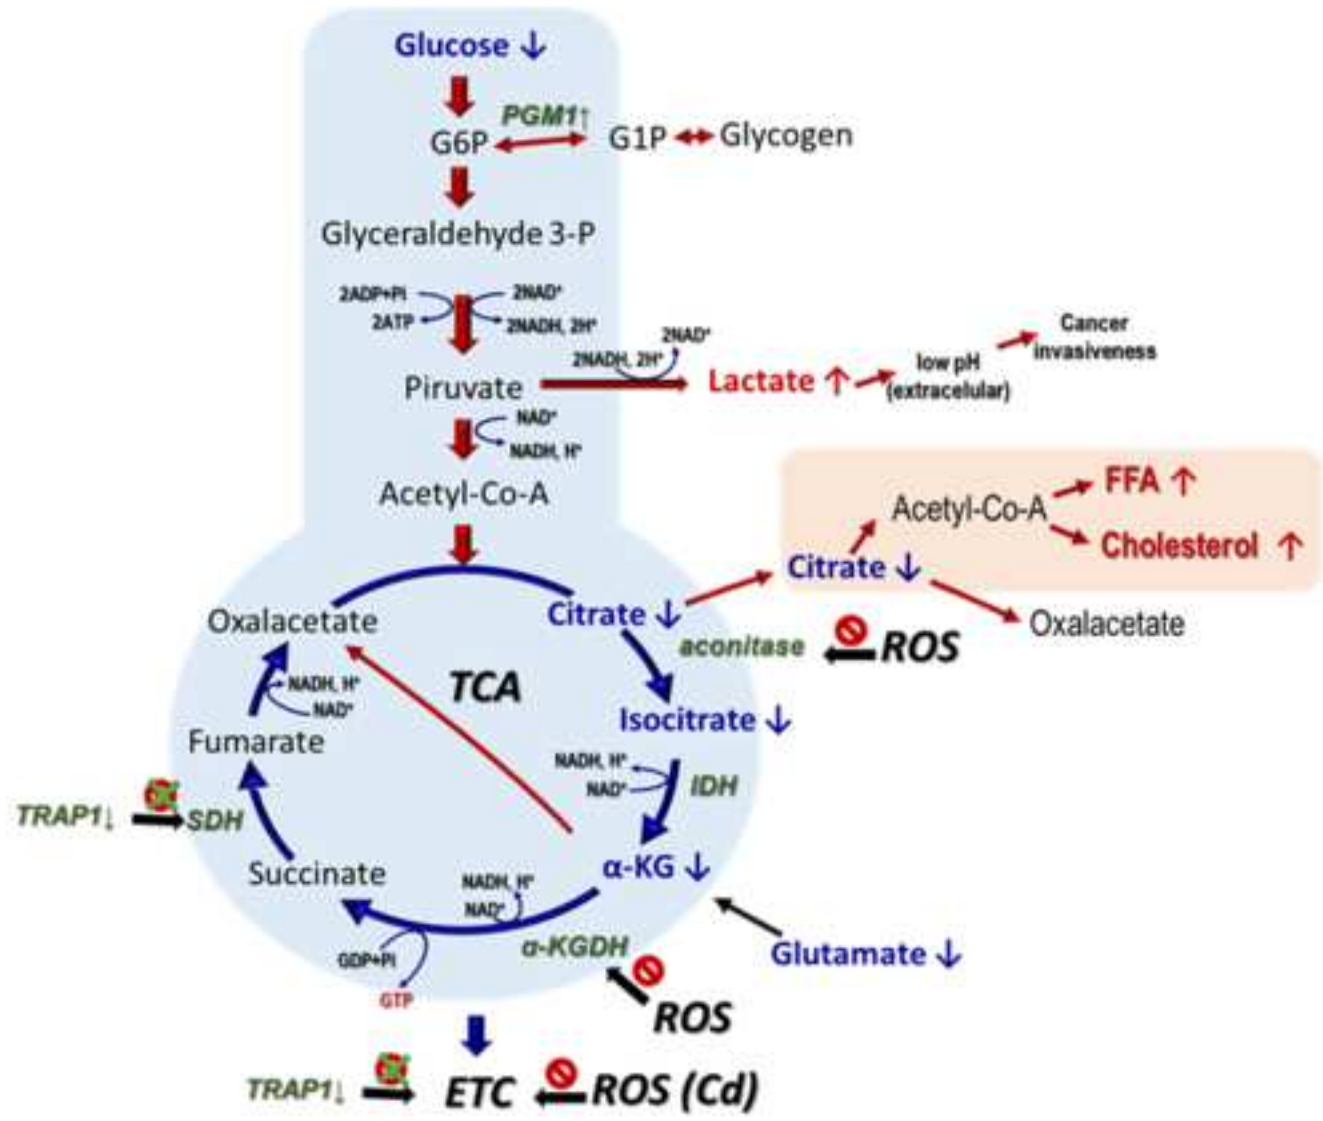 Glucose ↓
PGM1↑
G6P
G1P
Glycogen
Glyceraldehyde 3-P
2ADP+Pi
2NAD⁺
2ATP
2NADH, 2H⁺
2NAD⁺
2NADH, 2H⁺
Piruvate
Lactate ↑
low pH
(extracelular)
Cancer
invasiveness
NAD⁺
NADH, H⁺
Acetyl-Co-A
Acetyl-Co-A
FFA ↑
Cholesterol ↑
Citrate ↓
Oxalacetate
Oxalacetate
Citrate ↓
aconitase
ROS
TCA
NADH, H⁺
NAD⁺
Isocitrate ↓
Fumarate
NADH, H⁺
NAD⁺
IDH
TRAP1↓
SDH
Succinate
α-KG ↓
NADH, H⁺
NAD⁺
α-KGDH
Glutamate ↓
GDP+Pi
GTP
ROS
TRAP1↓
ETC
ROS (Cd)